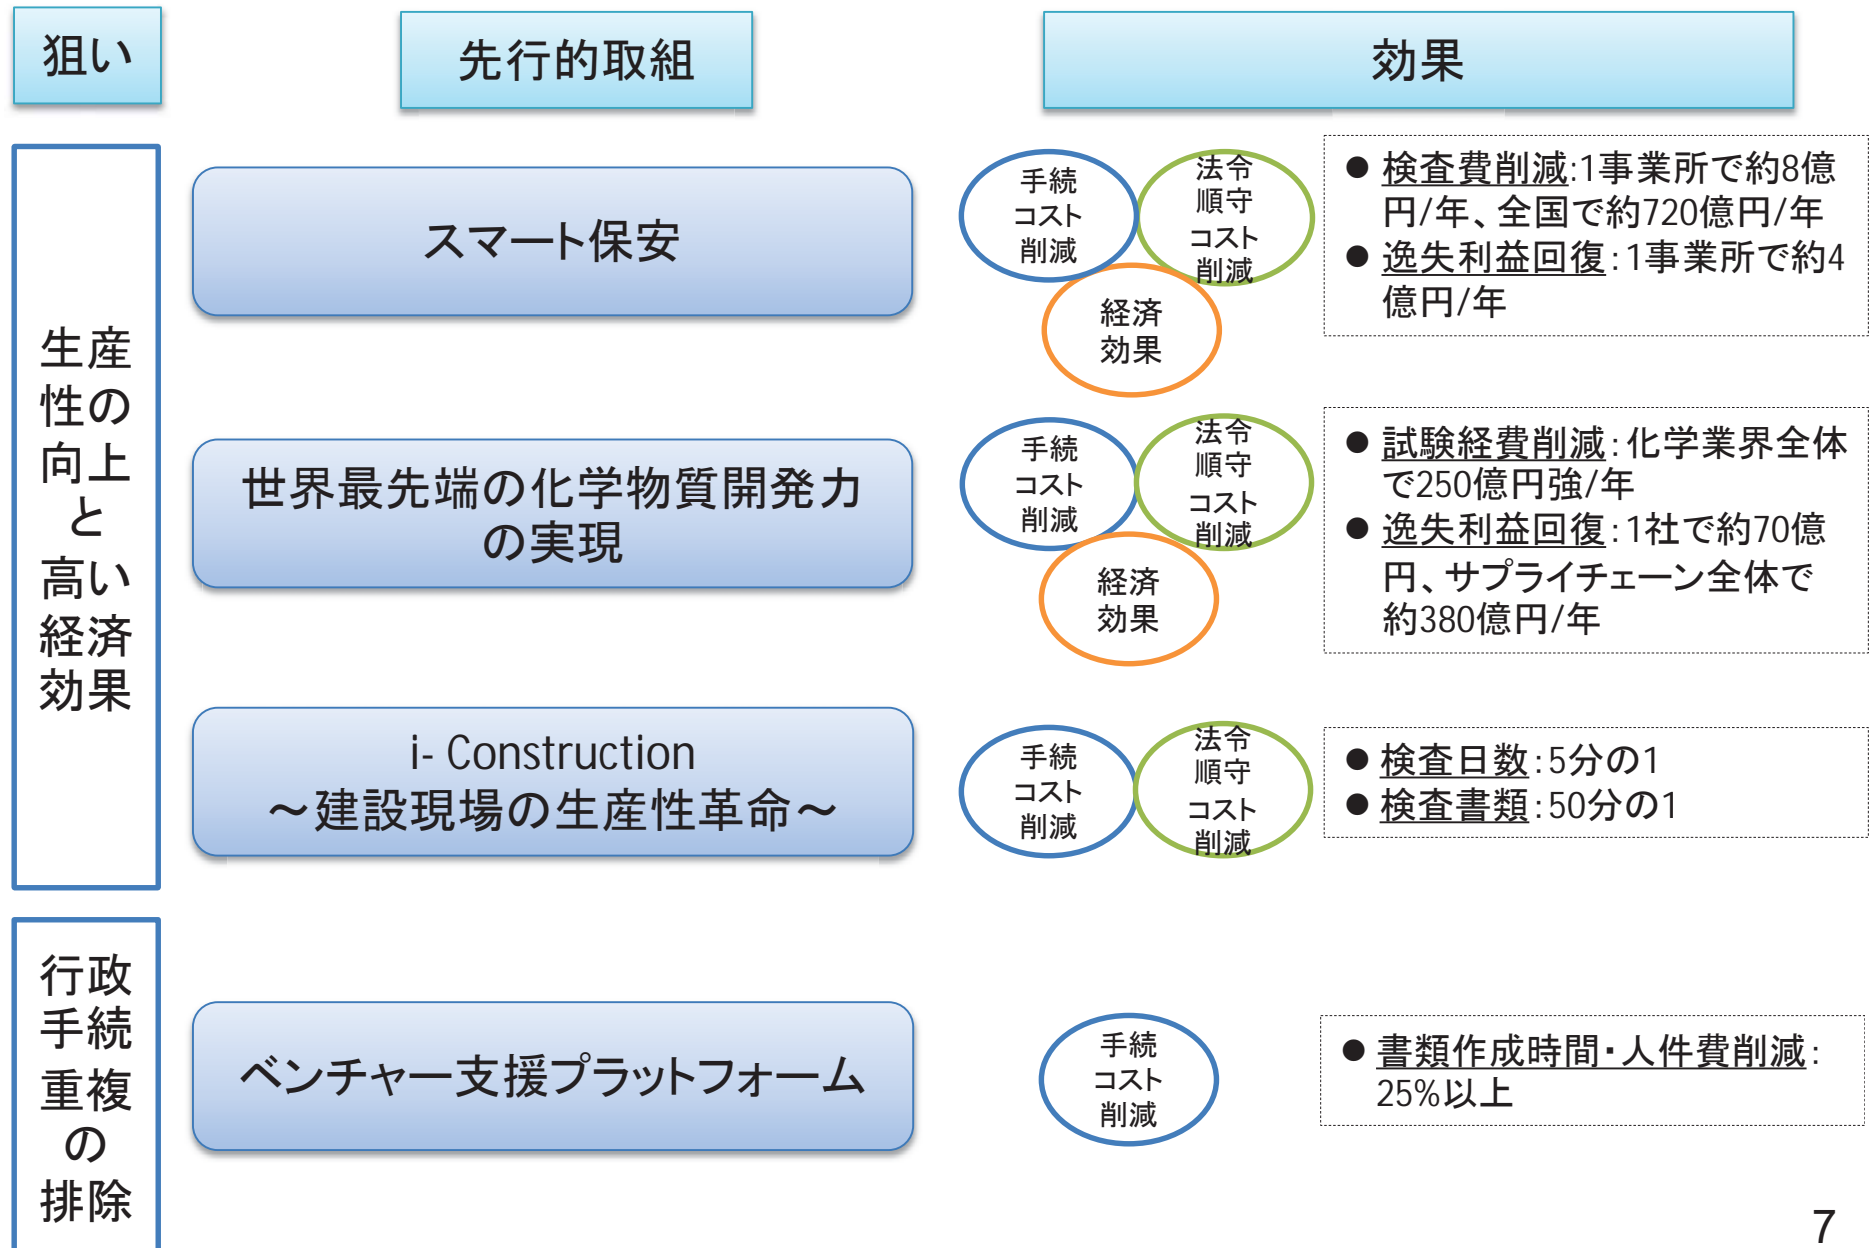 狙い
先行的取組
効果
生産
性の
向上
と
高い
経済
効果
スマート保安
手続
コスト
削減
法令
順守
コスト
削減
経済
効果
● 検査費削減:1事業所で約8億
円/年、全国で約720億円/年
● 逸失利益回復:1事業所で約4
億円/年
世界最先端の化学物質開発力
の実現
手続
コスト
削減
法令
順守
コスト
削減
経済
効果
● 試験経費削減:化学業界全体
で250億円強/年
● 逸失利益回復:1社で約70億
円、サプライチェーン全体で
約380億円/年
i- Construction
～建設現場の生産性革命～
手続
コスト
削減
法令
順守
コスト
削減
● 検査日数:5分の1
● 検査書類:50分の1
行政
手続
重複
の
排除
ベンチャー支援プラットフォーム
手続
コスト
削減
● 書類作成時間・人件費削減:
25%以上
7